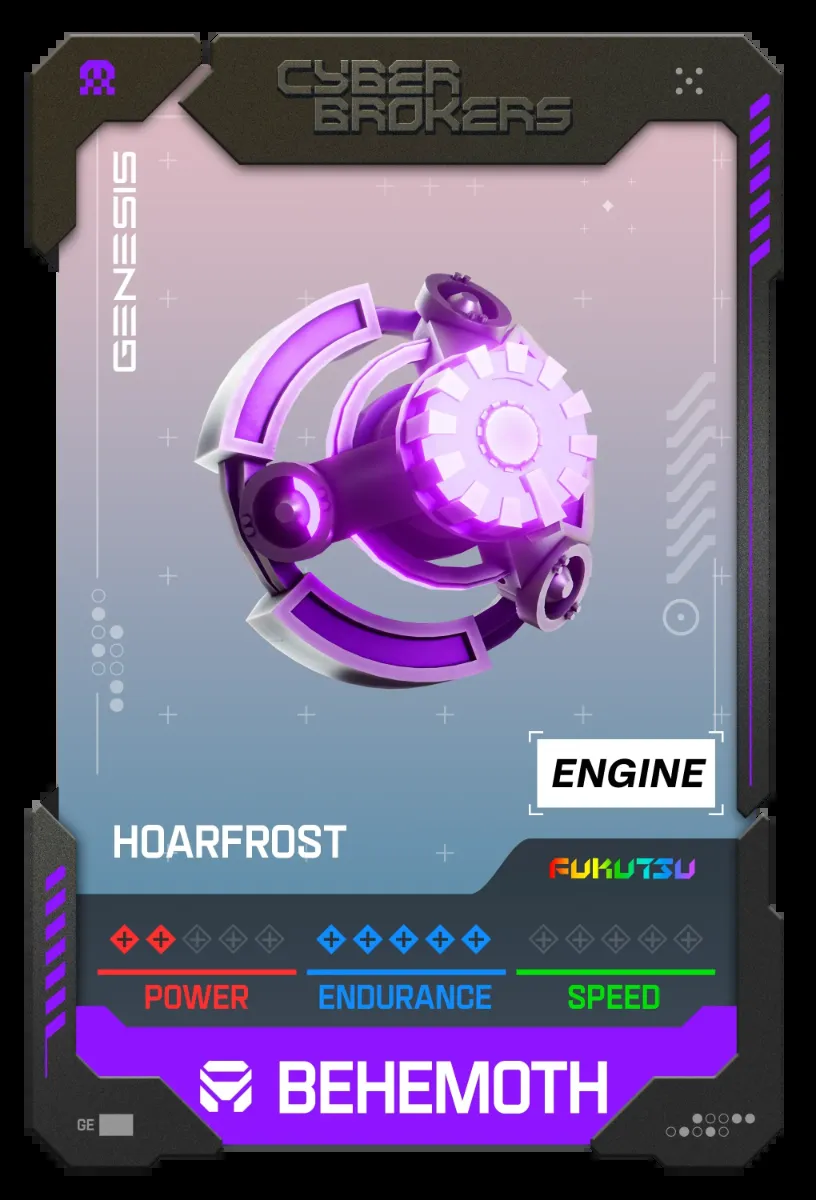 CYBER
BROKERS
GENESIS
ENGINE
HOARFROST
FUKUTSU
POWER
ENDURANCE
SPEED
BEHEMOTH
GE